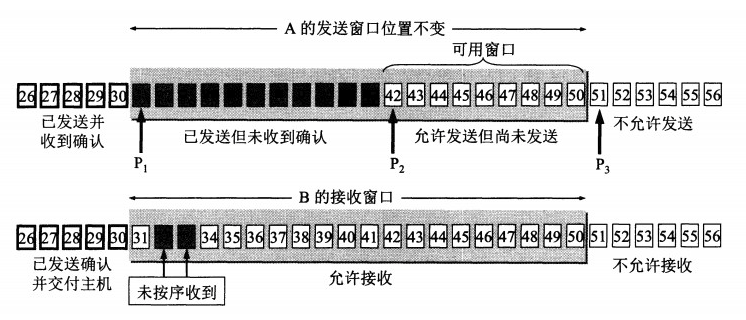 A 的发送窗口位置不变
可用窗口
26 27 28 29 30 42 43 44 45 46 47 48 49 50 51 52 53 54 55 56
已发送并
收到确认
已发送但未收到确认
允许发送但尚未发送
不允许发送
P1 P2 P3
B 的接收窗口
26 27 28 29 30 31 34 35 36 37 38 39 40 41 42 43 44 45 46 47 48 49 50 51 52 53 54 55 56
已发送确认
并交付主机
未按序收到
允许接收
不允许接收